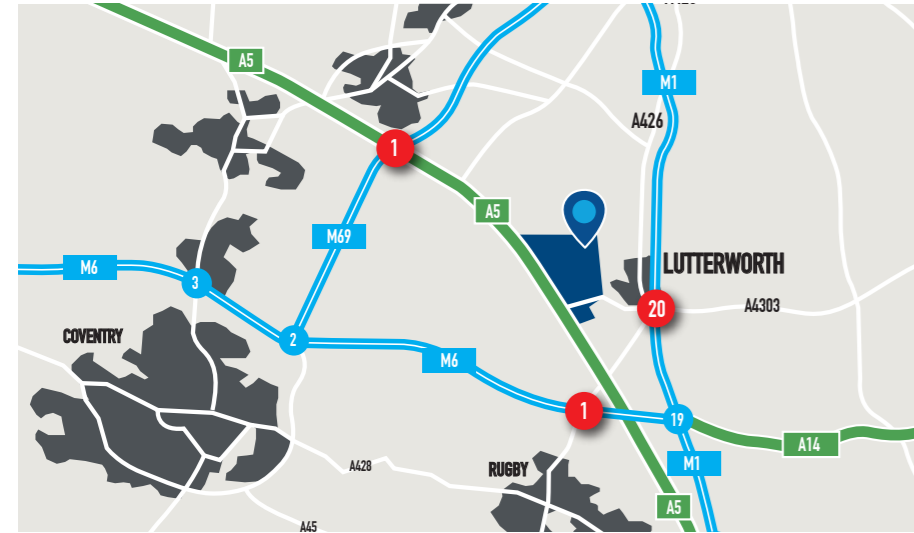 A5
M1
A426
1
A5
M69
LUTTERWORTH
M6
3
20
A4303
COVENTRY
2
M6
1
19
A14
M1
A428
RUGBY
A5
A45